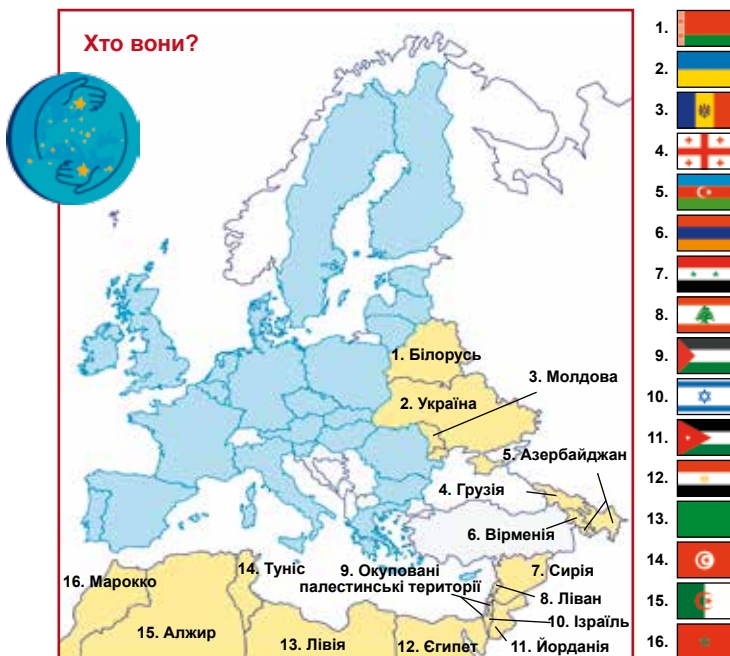 Хто вони?
1. Білорусь
3. Молдова
2. Україна
5. Азербайджан
4. Грузія
6. Вірменія
14. Туніс
9. Окуповані
палестинські території
7. Сирія
16. Марокко
8. Ліван
10. Ізраїль
15. Алжир
13. Лівія
12. Єгипет
11. Йорданія
1.
2.
3.
4.
5.
6.
7.
8.
9.
10.
11.
12.
13.
14.
15.
16.